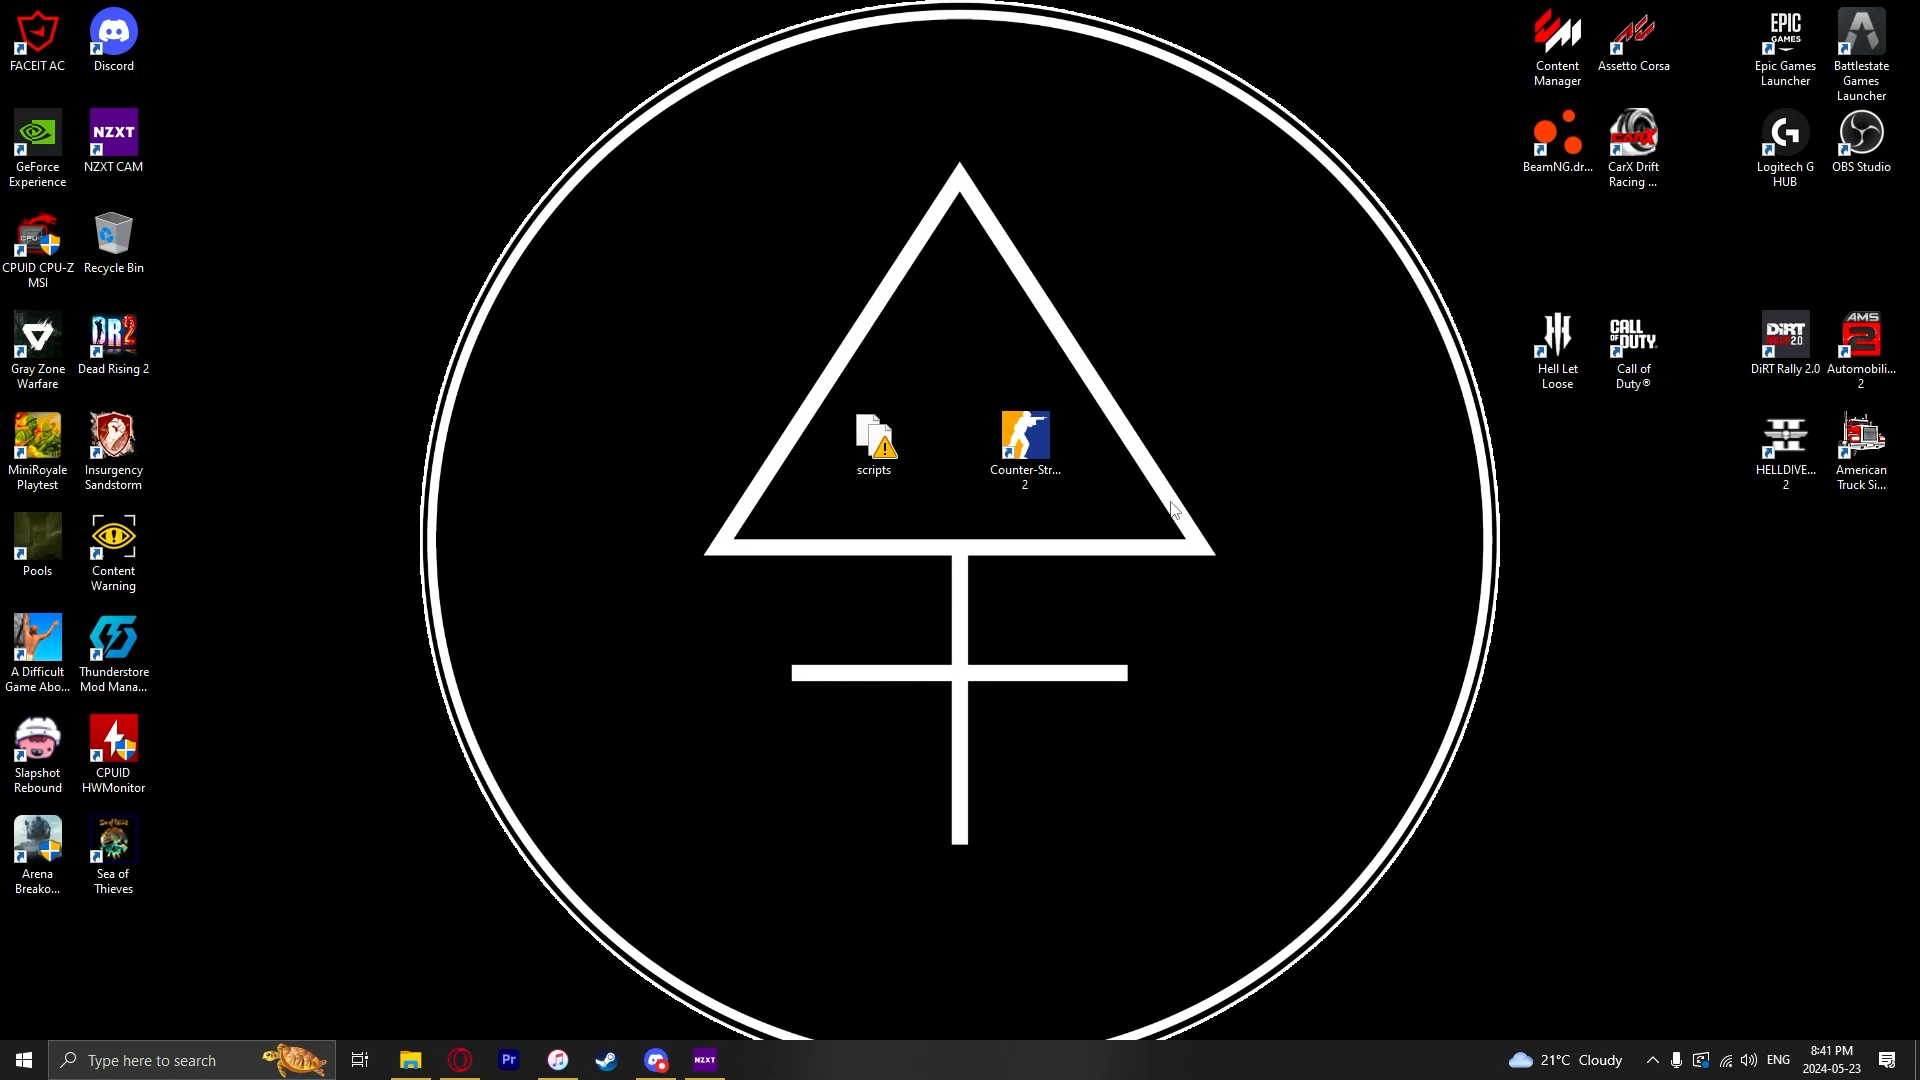 FACEIT AC
Discord
GeForce
Experience
NZXT
NZXT CAM
CPUID CPU-Z
MSI
Recycle Bin
Gray Zone
Warfare
DR2
Dead Rising 2
MiniRoyale
Playtest
Insurgency
Sandstorm
Pools
Content
Warning
A Difficult
Game Abo...
Thunderstore
Mod Mana...
Slapshot
Rebound
CPUID
HWMonitor
Arena
Breako...
Sea of
Thieves
scripts
Counter-Str...
2
Content
Manager
Assetto Corsa
EPIC
GAMES
Epic Games
Launcher
Battlestate
Games
Launcher
BeamNG.dr...
CARX
CarX Drift
Racing ...
Logitech G
HUB
OBS Studio
Hell Let
Loose
CALL
OF DUTY
Call of
Duty®
DiRT
2.0
DiRT Rally 2.0
AMS
2
Automobili...
2
HELLDIVE...
2
American
Truck Si...
Type here to search
Pr
NZXT
21°C Cloudy
ENG
8:41 PM
2024-05-23